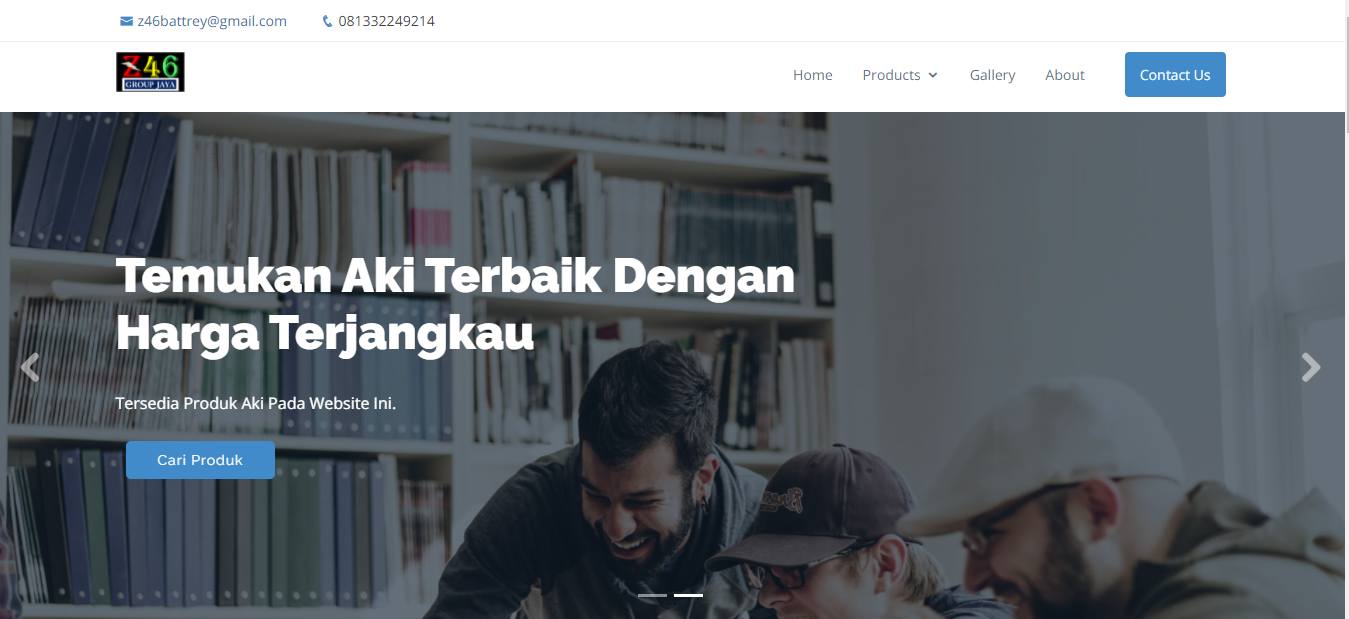 z46battrey@gmail.com 081332249214
Z46
GROUP JAYA
Home Products Gallery About Contact Us
Temukan Aki Terbaik Dengan
Harga Terjangkau
Tersedia Produk Aki Pada Website Ini.
Cari Produk